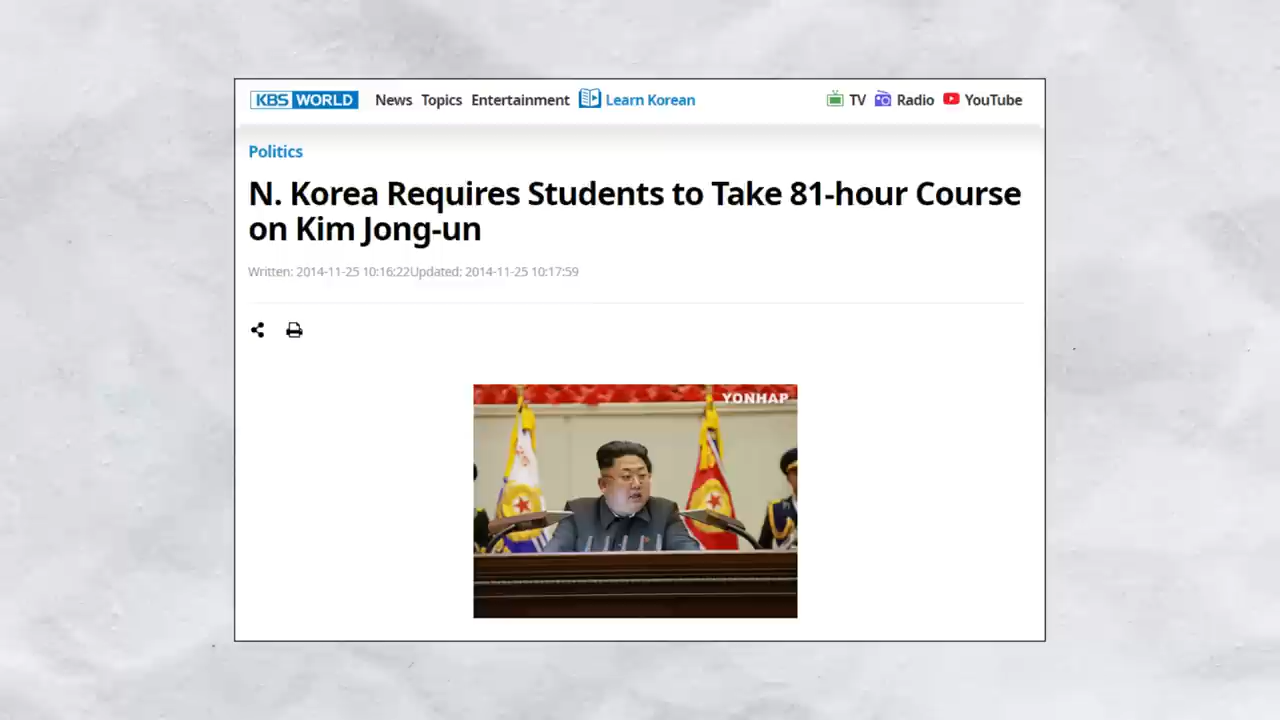 KBS WORLD News Topics Entertainment Learn Korean TV Radio YouTube
Politics
N. Korea Requires Students to Take 81-hour Course
on Kim Jong-un
Written: 2014-11-25 10:16:22Updated: 2014-11-25 10:17:59
YONHAP